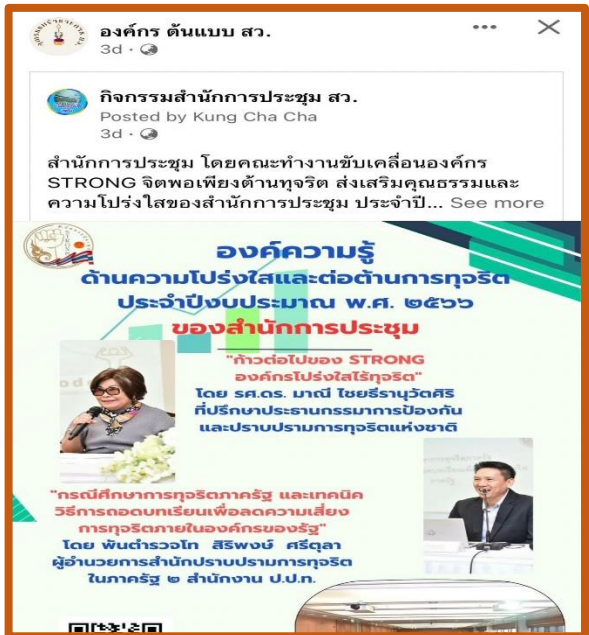 องค์กร ต้นแบบ สว.
3d
กิจกรรมสำนักการประชุม สว.
Posted by Kung Cha Cha
3d
สำนักการประชุม โดยคณะทำงานขับเคลื่อนองค์กร
STRONG จิตพอเพียงต้านทุจริต ส่งเสริมคุณธรรมและ
ความโปร่งใสของสำนักการประชุม ประจำปี... See more
องค์ความรู้
ด้านความโปร่งใสและต่อต้านการทุจริต
ประจำปีงบประมาณ พ.ศ. ๒๕๖๖
ของสำนักการประชุม
"ก้าวต่อไปของ STRONG
องค์กรโปร่งใสไร้ทุจริต"
โดย รศ.ดร. มาณี ไชยธีรานุวัตศิริ
ที่ปรึกษาประธานกรรมการป้องกัน
และปราบปรามการทุจริตแห่งชาติ
"กรณีศึกษาการทุจริตภาครัฐ และเทคนิค
วิธีการถอดบทเรียนเพื่อลดความเสี่ยง
การทุจริตภายในองค์กรของรัฐ"
โดย พันตำรวจโท สิริพงษ์ ศรีตุลา
ผู้อำนวยการสำนักปราบปรามการทุจริต
ในภาครัฐ ๒ สำนักงาน ป.ป.ท.